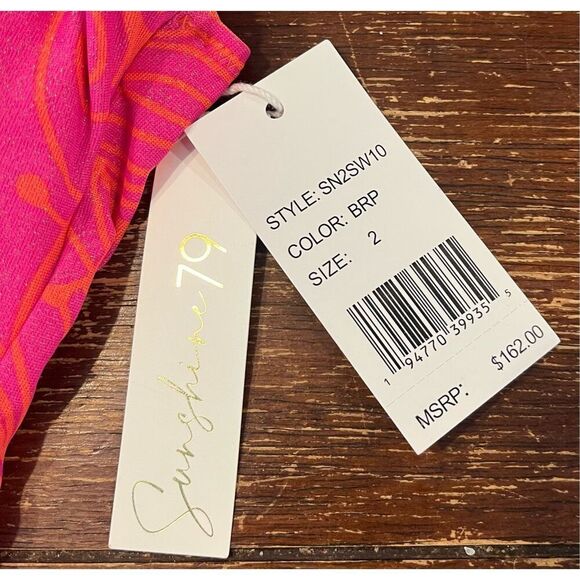 Sunshine 79
STYLE: SN2SW10
COLOR: BRP
SIZE: 2
1 94770 39935 5
MSRP: $162.00